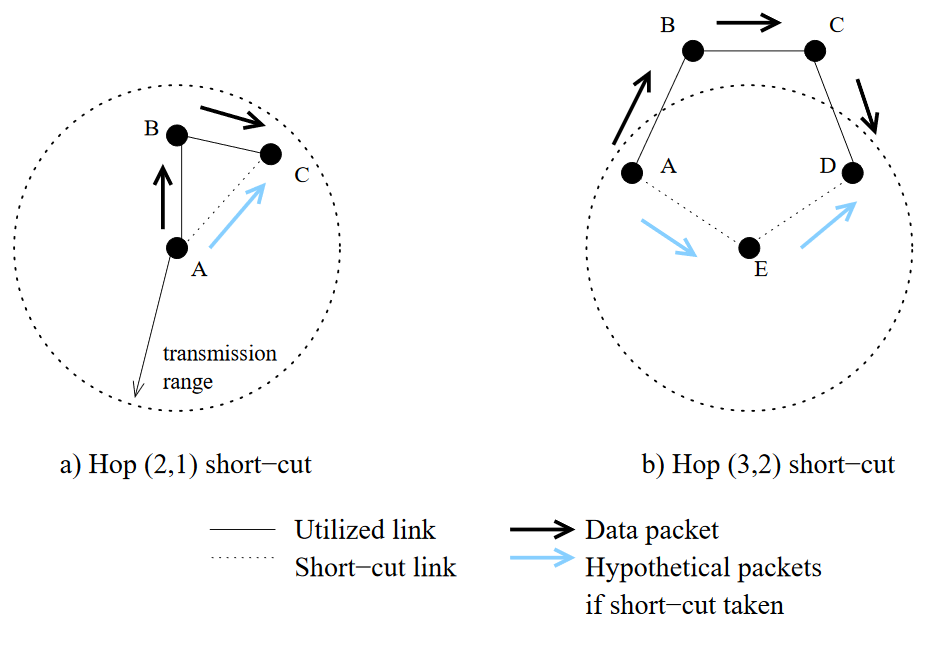 B
C
A
transmission
range
a) Hop (2,1) short−cut
B
C
A
D
E
b) Hop (3,2) short−cut
Utilized link
Short−cut link
Data packet
Hypothetical packets
if short−cut taken